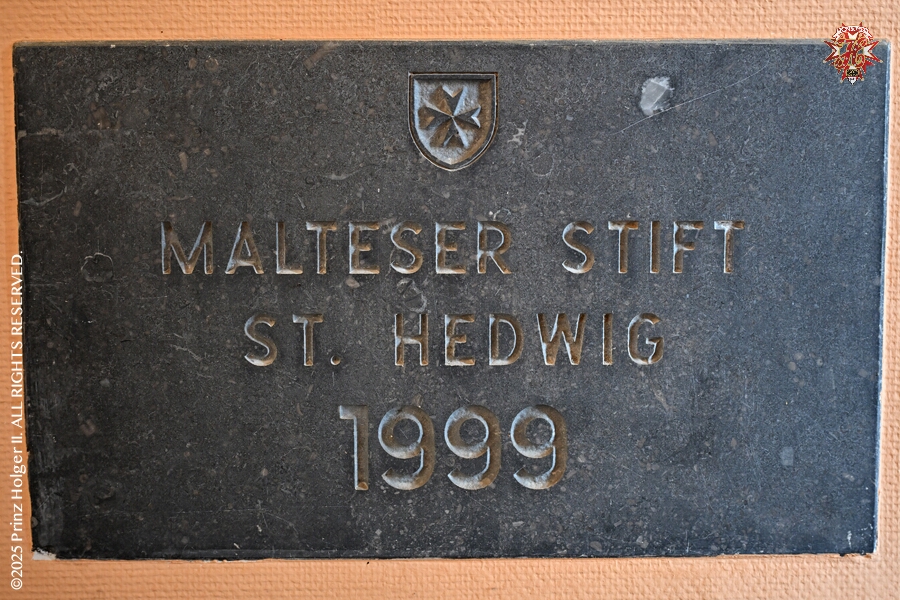 MALTESER STIFT
ST. HEDWIG
1999
©2025 Prinz Holger II. ALL RIGHTS RESERVED.